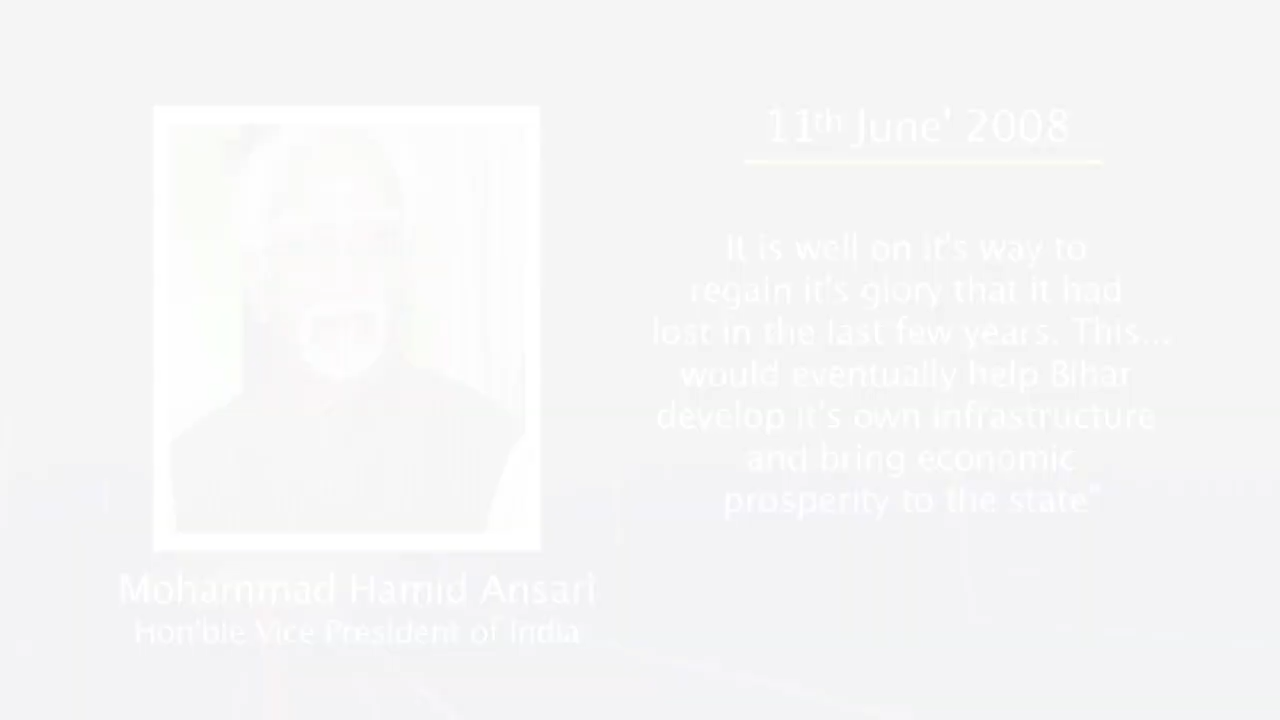 11th June' 2008
It is well on it's way to
regain it's glory that it had
lost in the last few years. This...
would eventually help Bihar
develop it's own infrastructure
and bring economic
prosperity to the state"
Mohammad Hamid Ansari
Hon'ble Vice President of India